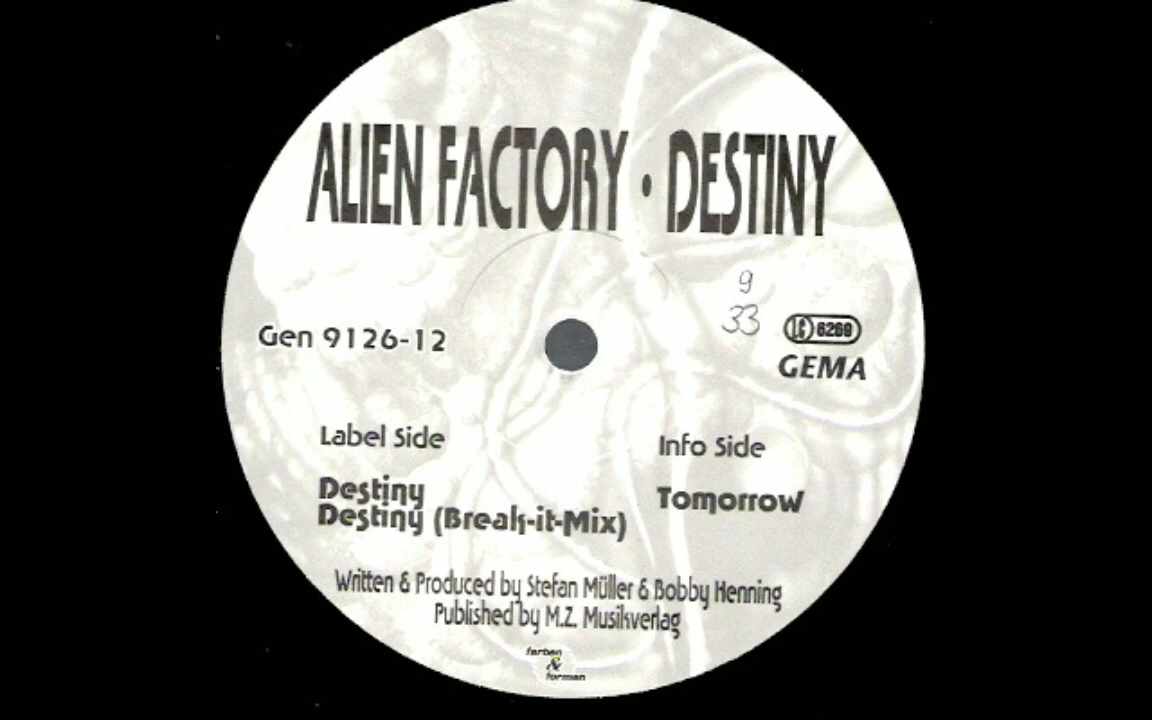 ALIEN FACTORY · DESTINY
9
33
LC 6269
GEMA
Gen 9126-12
Label Side
Destiny
Destiny (Break-it-Mix)
Info Side
Tomorrow
Written & Produced by Stefan Müller & Bobby Henning
Published by M.Z. Musikverlag
farben
&
formen